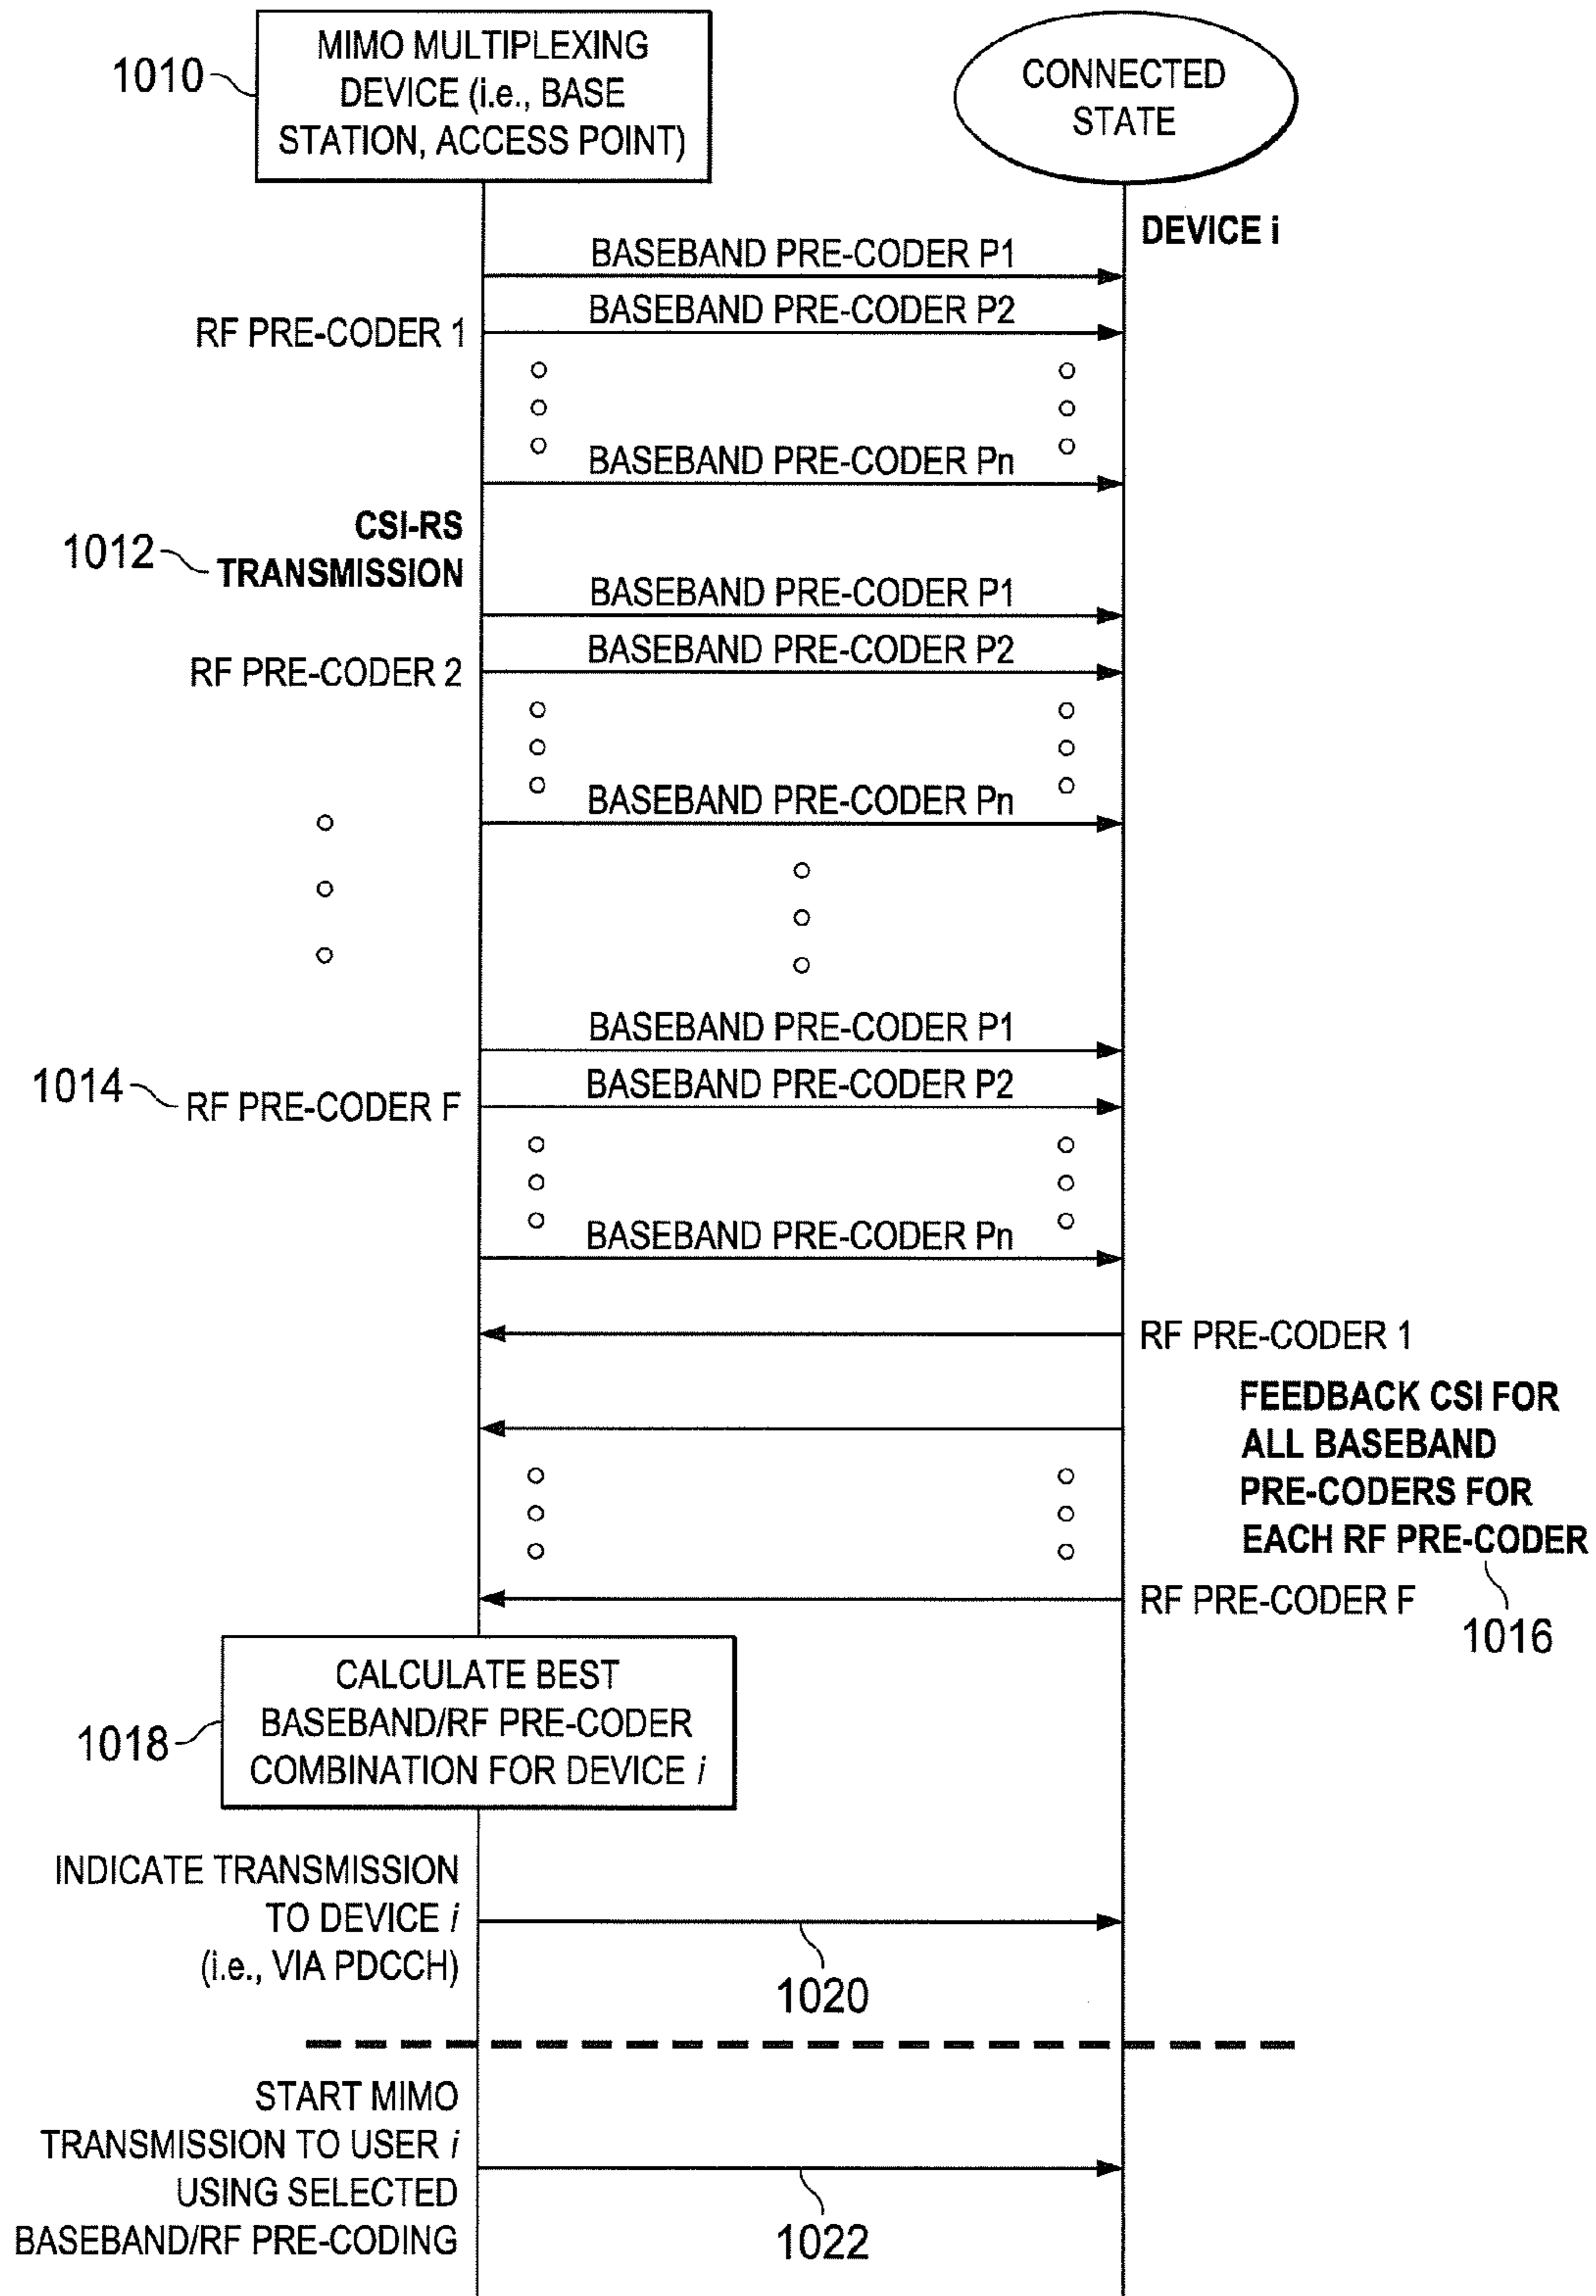 1010
MIMO MULTIPLEXING
DEVICE (i.e., BASE
STATION, ACCESS POINT)
CONNECTED
STATE
DEVICE i
BASEBAND PRE-CODER P1
RF PRE-CODER 1
BASEBAND PRE-CODER P2
BASEBAND PRE-CODER Pn
1012
CSI-RS
TRANSMISSION
BASEBAND PRE-CODER P1
RF PRE-CODER 2
BASEBAND PRE-CODER P2
BASEBAND PRE-CODER Pn
BASEBAND PRE-CODER P1
1014
RF PRE-CODER F
BASEBAND PRE-CODER P2
BASEBAND PRE-CODER Pn
RF PRE-CODER 1
FEEDBACK CSI FOR
ALL BASEBAND
PRE-CODERS FOR
EACH RF PRE-CODER
RF PRE-CODER F
1016
1018
CALCULATE BEST
BASEBAND/RF PRE-CODER
COMBINATION FOR DEVICE i
INDICATE TRANSMISSION
TO DEVICE i
(i.e., VIA PDCCH)
1020
START MIMO
TRANSMISSION TO USER i
USING SELECTED
BASEBAND/RF PRE-CODING
1022